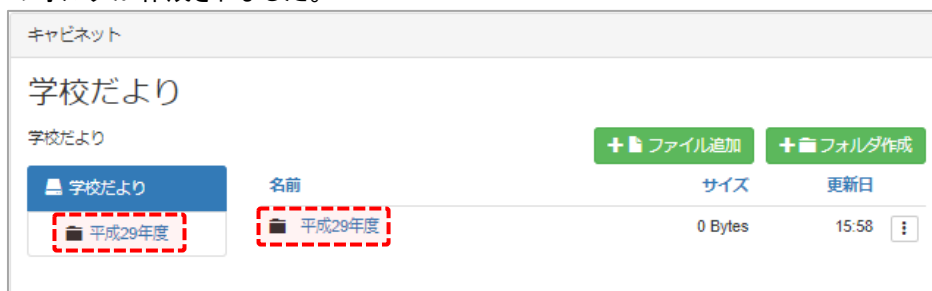 キャビネット
学校だより
学校だより
ファイル追加 フォルダ作成
学校だより 名前 サイズ 更新日
平成29年度 平成29年度 0 Bytes 15:58